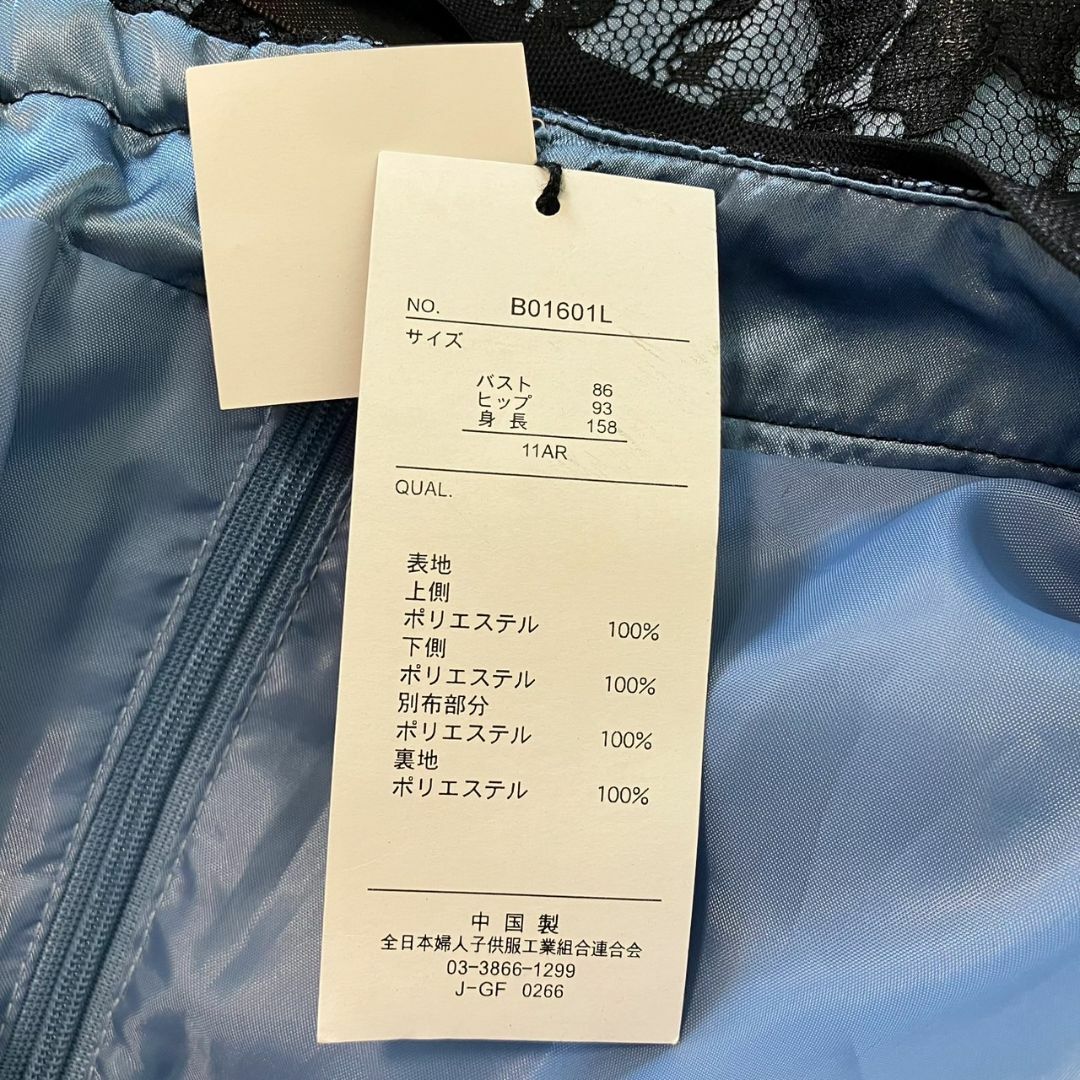 NO. B01601L
サイズ
バスト 86
ヒップ 93
身長 158
11AR
QUAL.
表地
上側
ポリエステル 100%
下側
ポリエステル 100%
別布部分
ポリエステル 100%
裏地
ポリエステル 100%
中国製
全日本婦人子供服工業組合連合会
03-3866-1299
J-GF 0266